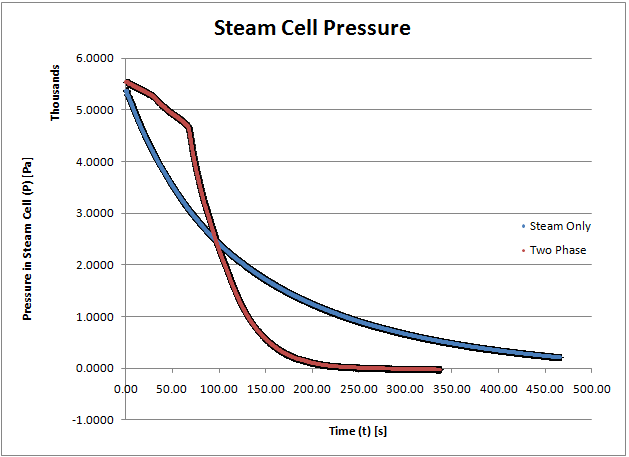 Steam Cell Pressure
Thousands
Pressure in Steam Cell (P) [Pa]
6.0000
5.0000
4.0000
3.0000
2.0000
1.0000
0.0000
-1.0000
0.00 50.00 100.00 150.00 200.00 250.00 300.00 350.00 400.00 450.00 500.00
Time (t) [s]
Steam Only
Two Phase